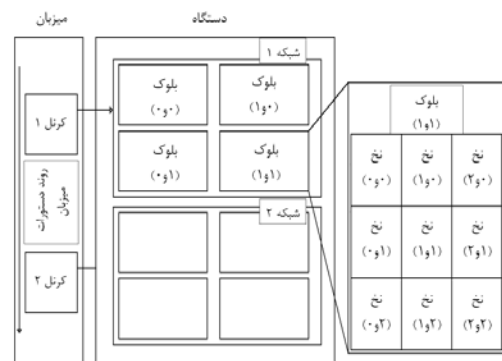 دستگاه
میزبان
شبکه ۱
بلوک
(۰و۱)
بلوک
(۰و۰)
بلوک
(۱و۱)
بلوک
(۱و۰)
شبکه ۲
کرنل ۱
روند دستورات
میزبان
کرنل ۲
بلوک
(۱و۱)
نخ
(۰و۲)
نخ
(۰و۱)
نخ
(۰و۰)
نخ
(۱و۲)
نخ
(۱و۱)
نخ
(۱و۰)
نخ
(۲و۲)
نخ
(۲و۱)
نخ
(۲و۰)